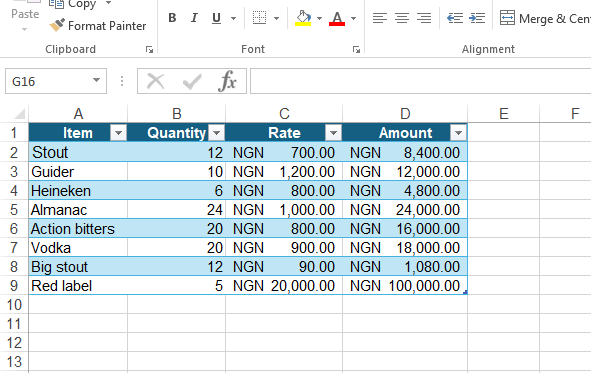 Copy
Paste
Format Painter
B I U A
Merge & Cen
Clipboard Font Alignment
G16 fx
A B C D E F
1 Item Quantity Rate Amount
2 Stout 12 NGN 700.00 NGN 8,400.00
3 Guider 10 NGN 1,200.00 NGN 12,000.00
4 Heineken 6 NGN 800.00 NGN 4,800.00
5 Almanac 24 NGN 1,000.00 NGN 24,000.00
6 Action bitters 20 NGN 800.00 NGN 16,000.00
7 Vodka 20 NGN 900.00 NGN 18,000.00
8 Big stout 12 NGN 90.00 NGN 1,080.00
9 Red label 5 NGN 20,000.00 NGN 100,000.00
10
11
12
13